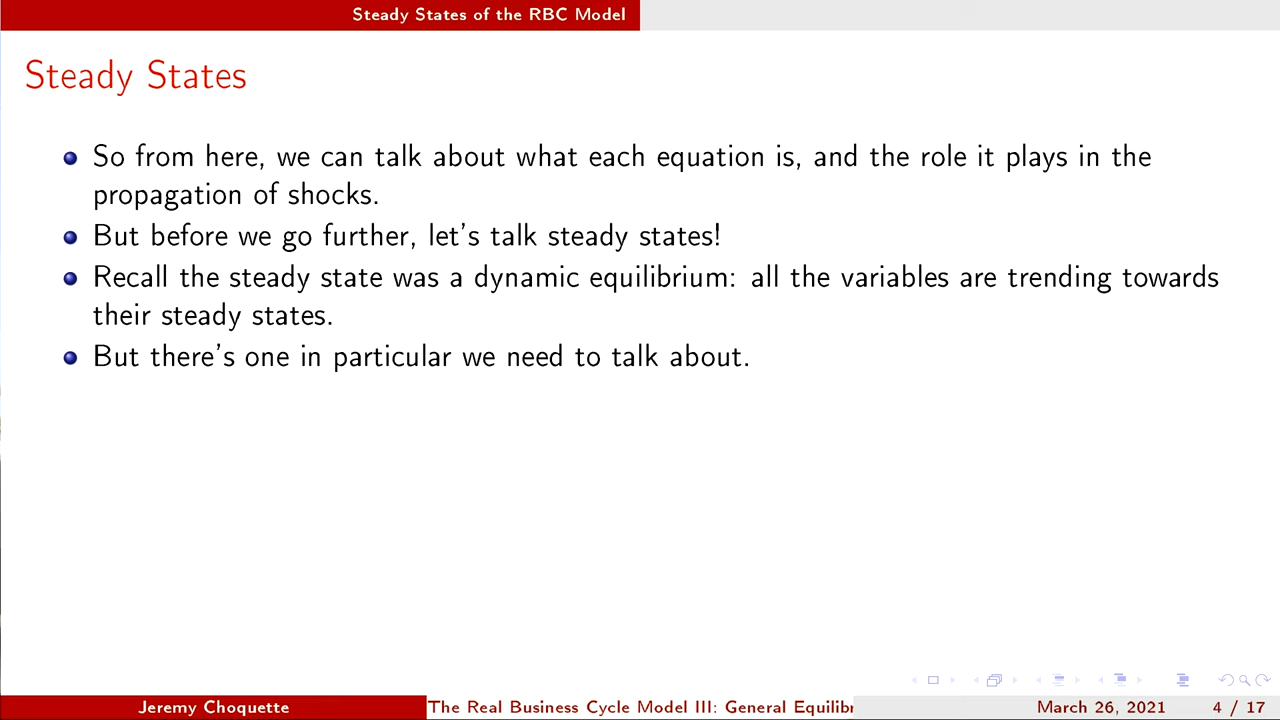 Steady States of the RBC Model
Steady States
So from here, we can talk about what each equation is, and the role it plays in the
propagation of shocks.
But before we go further, let's talk steady states!
Recall the steady state was a dynamic equilibrium: all the variables are trending towards
their steady states.
But there's one in particular we need to talk about.
Jeremy Choquette
The Real Business Cycle Model III: General Equilibr
March 26, 2021
4 / 17